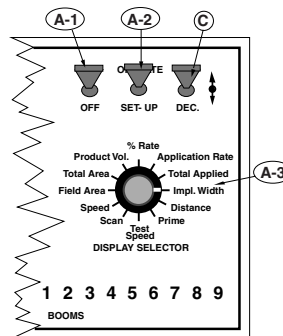 A-1 A-2 C
OFF SET- UP DEC.
% Rate
Product Vol. Application Rate
Total Area Total Applied
Field Area Impl. Width A-3
Speed Distance
Scan Prime
Test
Speed
DISPLAY SELECTOR
1 2 3 4 5 6 7 8 9
BOOMS